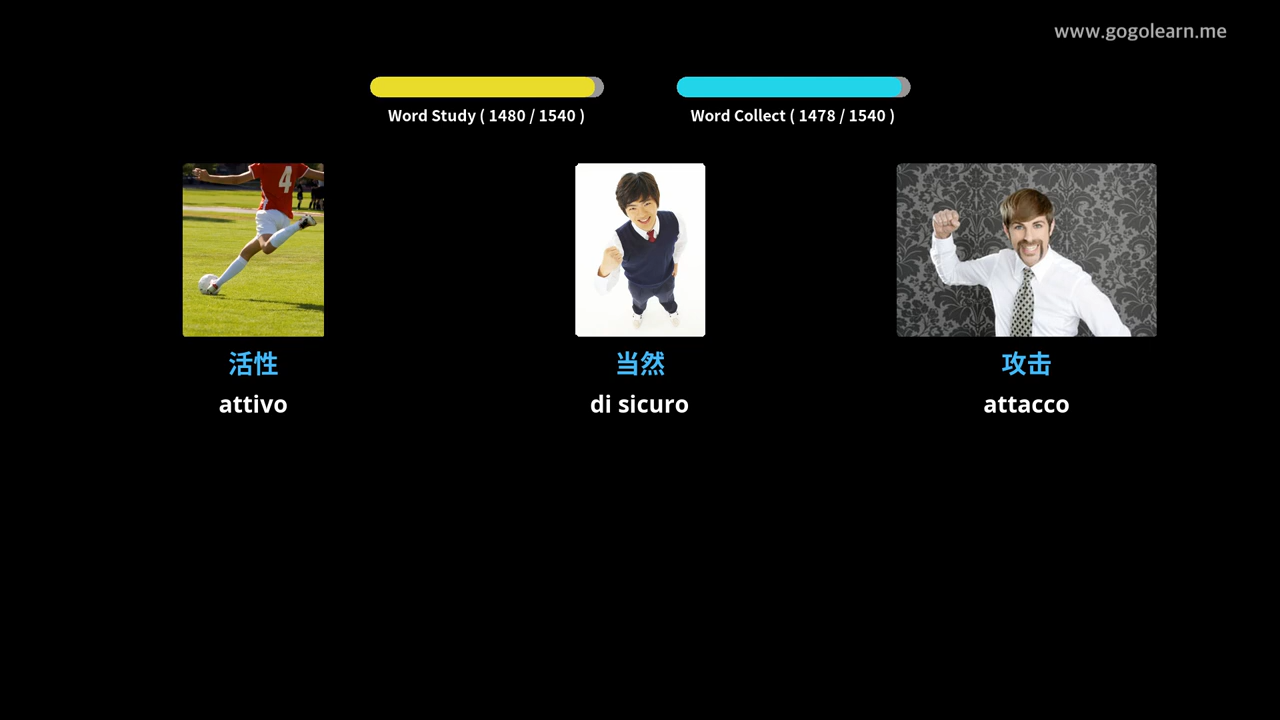 www.gogolearn.me
Word Study ( 1480 / 1540 )
Word Collect ( 1478 / 1540 )
4
活性
当然
攻击
attivo
di sicuro
attacco